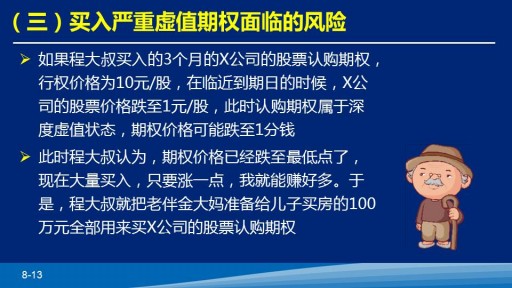 （三）买入严重虚值期权面临的风险
如果程大叔买入的3个月的X公司的股票认购期权，
行权价格为10元/股，在临近到期日的时候，X公
司的股票价格跌至1元/股，此时认购期权属于深
度虚值状态，期权价格可能跌至1分钱
此时程大叔认为，期权价格已经跌至最低点了，
现在大量买入，只要涨一点，我就能赚好多。于
是，程大叔就把老伴金大妈准备给儿子买房的100
万元全部用来买X公司的股票认购期权
8-13